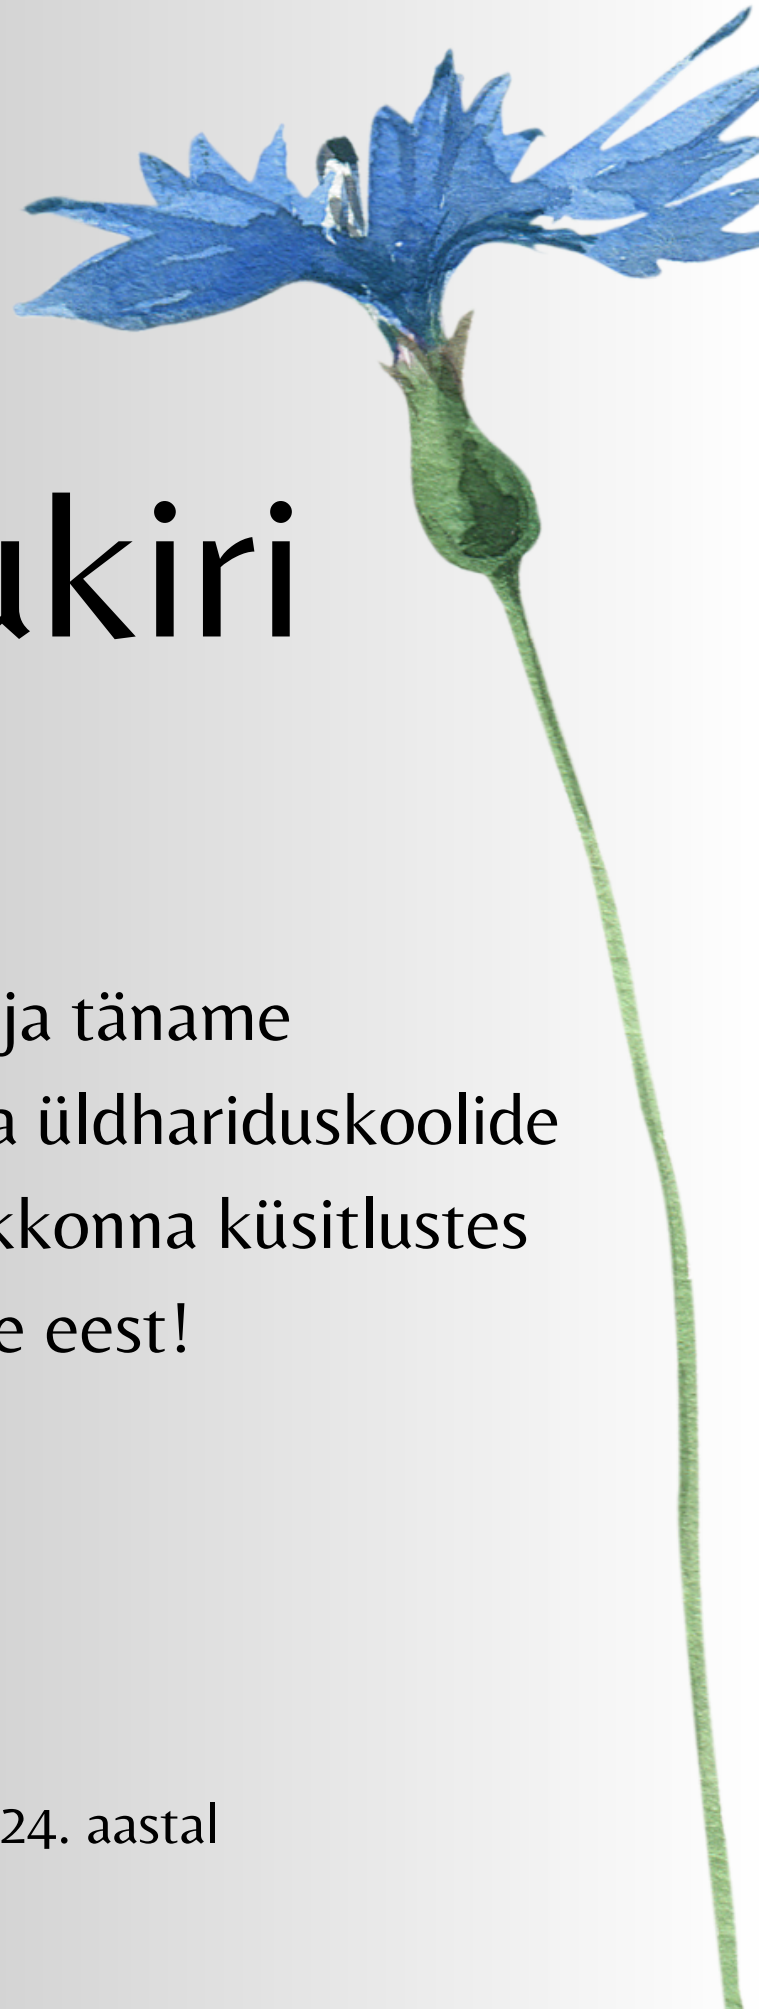 ukiri
ja täname
a üldhariduskoolide
kkonna küsitlustes
e eest!
24. aastal